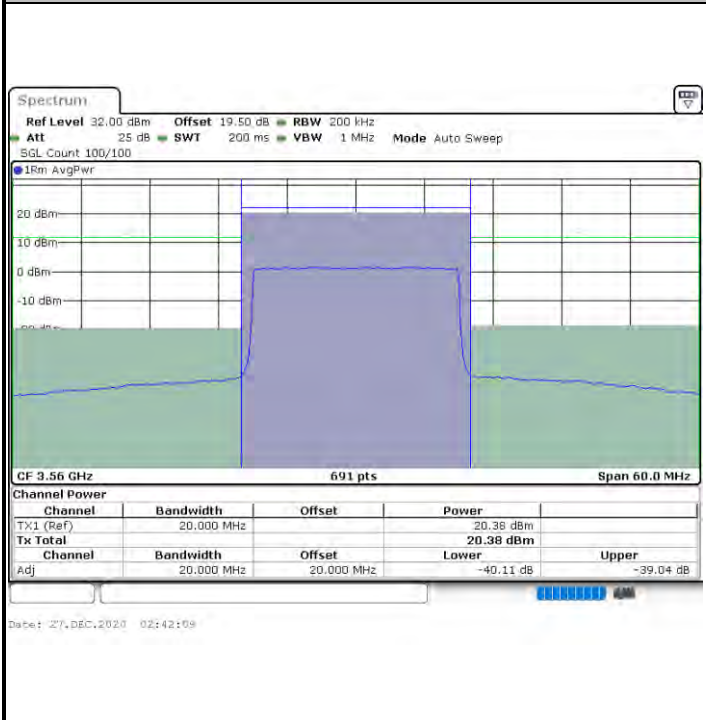 Spectrum
Ref Level 32.00 dBm Offset 19.50 dB RBW 200 kHz
Att 25 dB SWT 200 ms VBW 1 MHz Mode Auto Sweep
SGL Count 100/100
1Rm AvgPwr
20 dBm
10 dBm
0 dBm
-10 dBm
CF 3.56 GHz 691 pts Span 60.0 MHz
Channel Power
Channel Bandwidth Offset Power
TX1 (Ref) 20.000 MHz 20.38 dBm
Tx Total 20.38 dBm
Channel Bandwidth Offset Lower Upper
Adj 20.000 MHz 20.000 MHz -40.11 dB -39.04 dB
Date: 27.DEC.2020 02:42:09